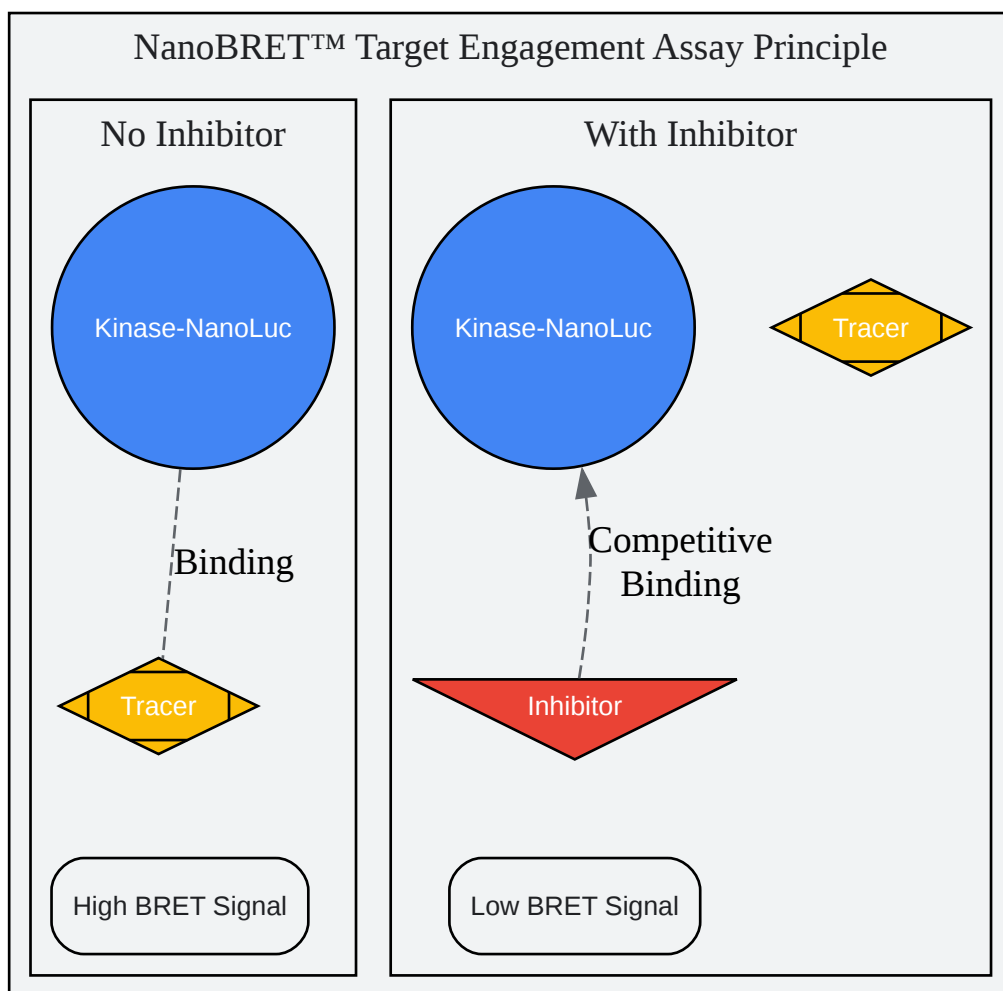 NanoBRET™ Target Engagement Assay Principle
No Inhibitor
Kinase-NanoLuc
Binding
Tracer
High BRET Signal
With Inhibitor
Kinase-NanoLuc
Tracer
Competitive
Binding
Inhibitor
Low BRET Signal